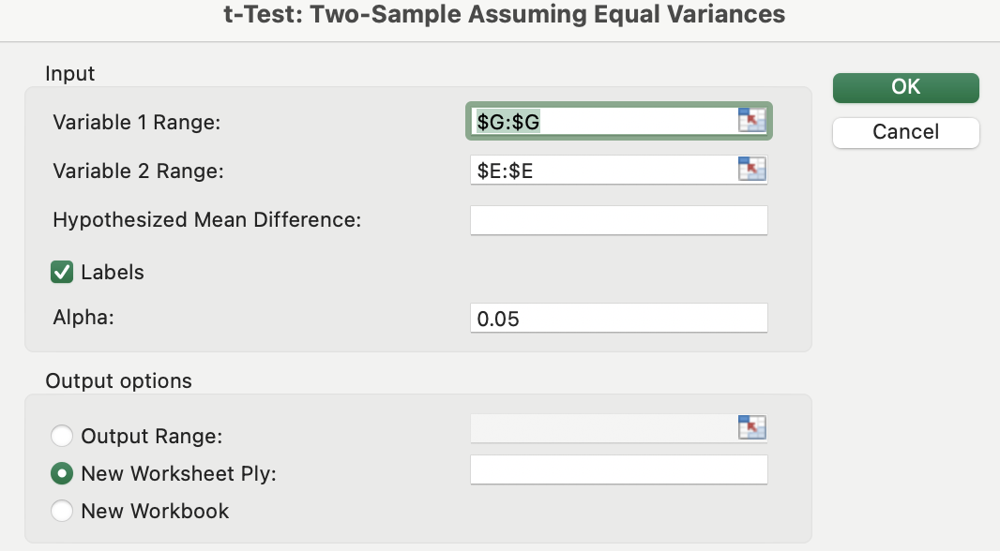 t-Test: Two-Sample Assuming Equal Variances
Input
OK
Variable 1 Range:
$G:$G
Cancel
Variable 2 Range:
$E:$E
Hypothesized Mean Difference:
Labels
Alpha:
0.05
Output options
Output Range:
New Worksheet Ply:
New Workbook